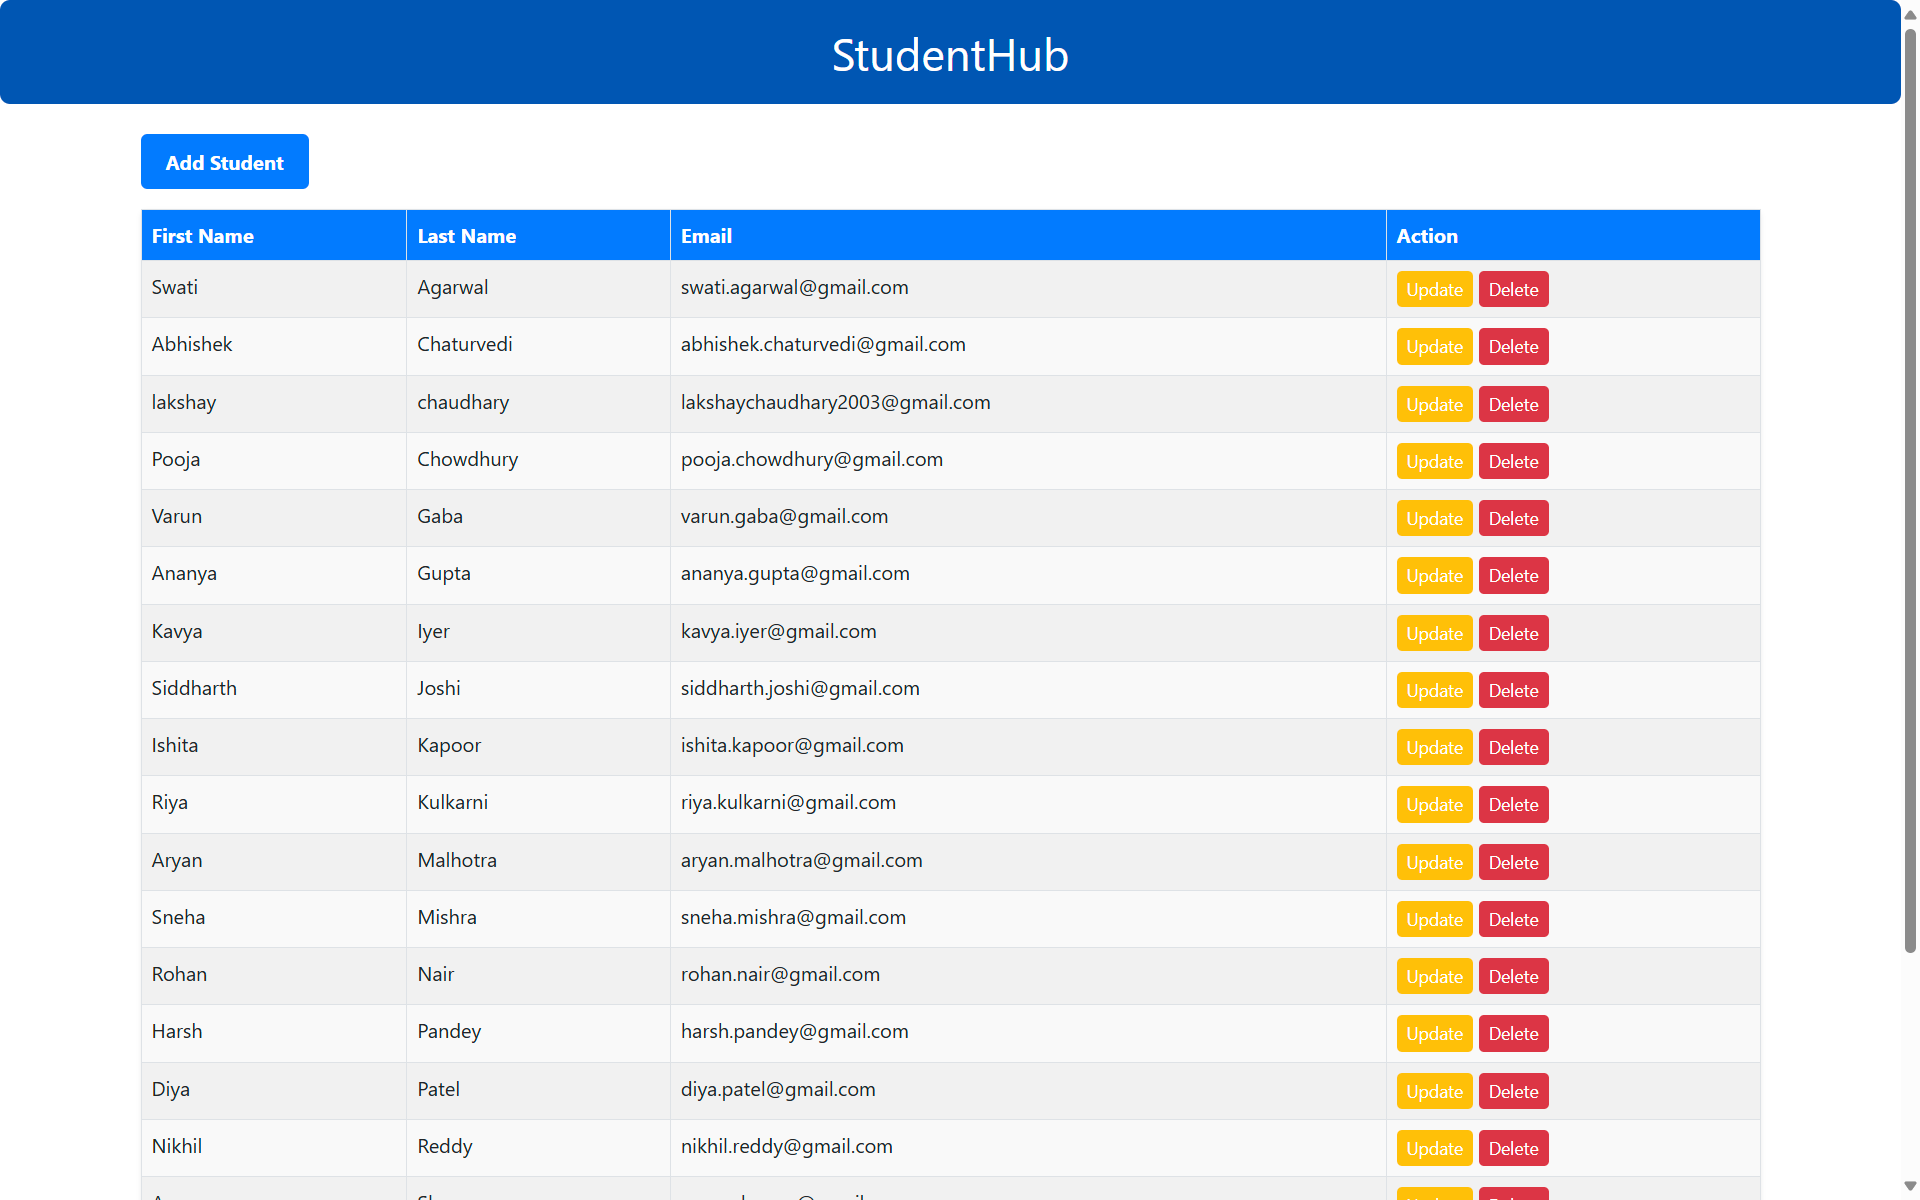 StudentHub
Add Student
First Name Last Name Email Action
Swati Agarwal swati.agarwal@gmail.com Update Delete
Abhishek Chaturvedi abhishek.chaturvedi@gmail.com Update Delete
lakshay chaudhary lakshaychaudhary2003@gmail.com Update Delete
Pooja Chowdhury pooja.chowdhury@gmail.com Update Delete
Varun Gaba varun.gaba@gmail.com Update Delete
Ananya Gupta ananya.gupta@gmail.com Update Delete
Kavya Iyer kavya.iyer@gmail.com Update Delete
Siddharth Joshi siddharth.joshi@gmail.com Update Delete
Ishita Kapoor ishita.kapoor@gmail.com Update Delete
Riya Kulkarni riya.kulkarni@gmail.com Update Delete
Aryan Malhotra aryan.malhotra@gmail.com Update Delete
Sneha Mishra sneha.mishra@gmail.com Update Delete
Rohan Nair rohan.nair@gmail.com Update Delete
Harsh Pandey harsh.pandey@gmail.com Update Delete
Diya Patel diya.patel@gmail.com Update Delete
Nikhil Reddy nikhil.reddy@gmail.com Update Delete